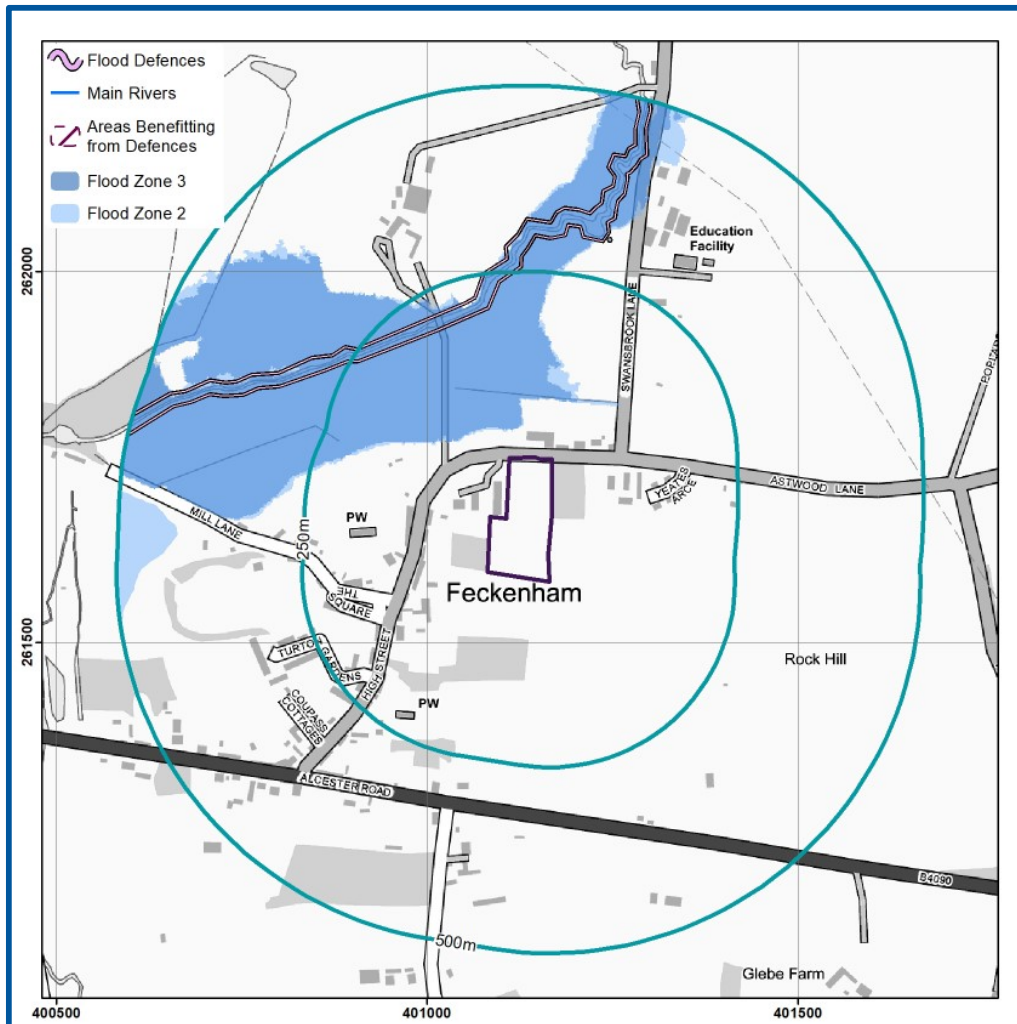 Flood Defences
Main Rivers
Areas Benefitting
from Defences
Flood Zone 3
Flood Zone 2
Education
Facility
262000
SWANSBROOK LANE
POPLAR
ASTWOOD LANE
YEATES
ACRE
PW
MILL LANE
250m
THE
SQUARE
Feckenham
261500
TURTON GARDENS
HIGH STREET
Rock Hill
COUPASS
COTTAGES
PW
ALCESTER ROAD
B4090
500m
Glebe Farm
400500
401000
401500